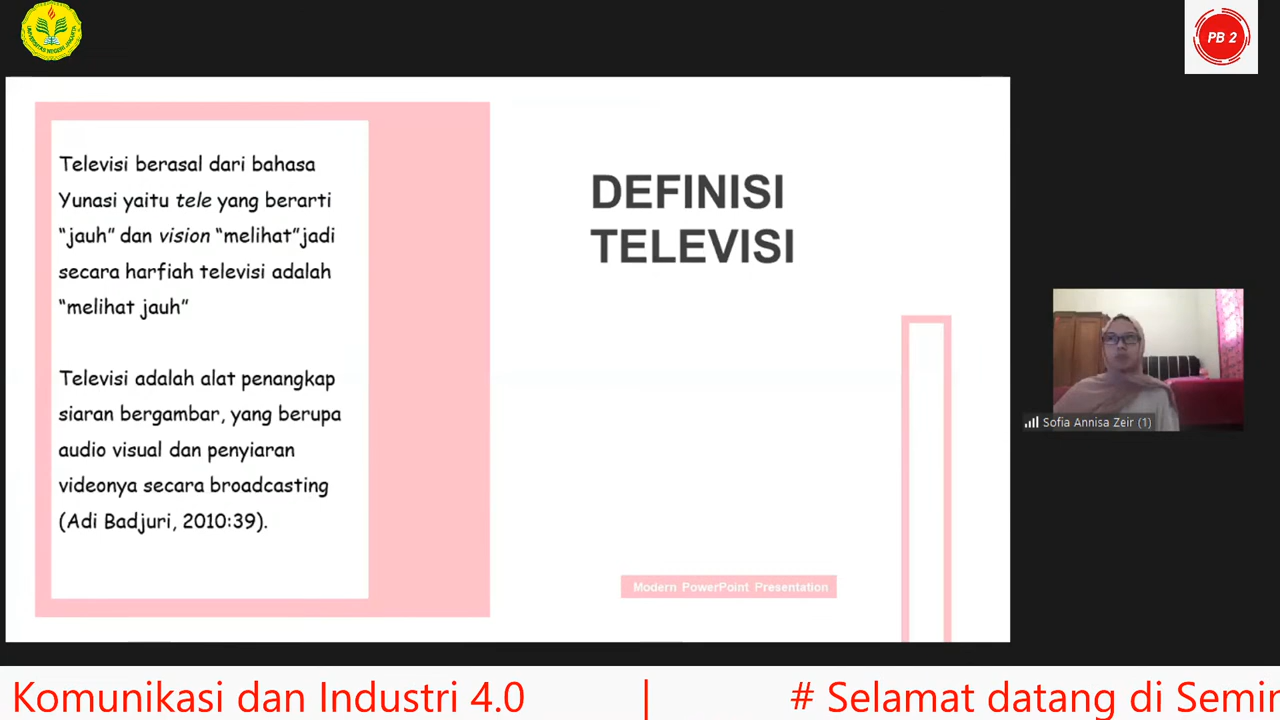 UNIVERSITAS NEGERI JAKARTA
PB 2
Televisi berasal dari bahasa
Yunasi yaitu tele yang berarti
“jauh” dan vision “melihat”jadi
secara harfiah televisi adalah
“melihat jauh”
Televisi adalah alat penangkap
siaran bergambar, yang berupa
audio visual dan penyiaran
videonya secara broadcasting
(Adi Badjuri, 2010:39).
DEFINISI
TELEVISI
Modern PowerPoint Presentation
Sofia Annisa Zeir (1)
Komunikasi dan Industri 4.0 | # Selamat datang di Semin